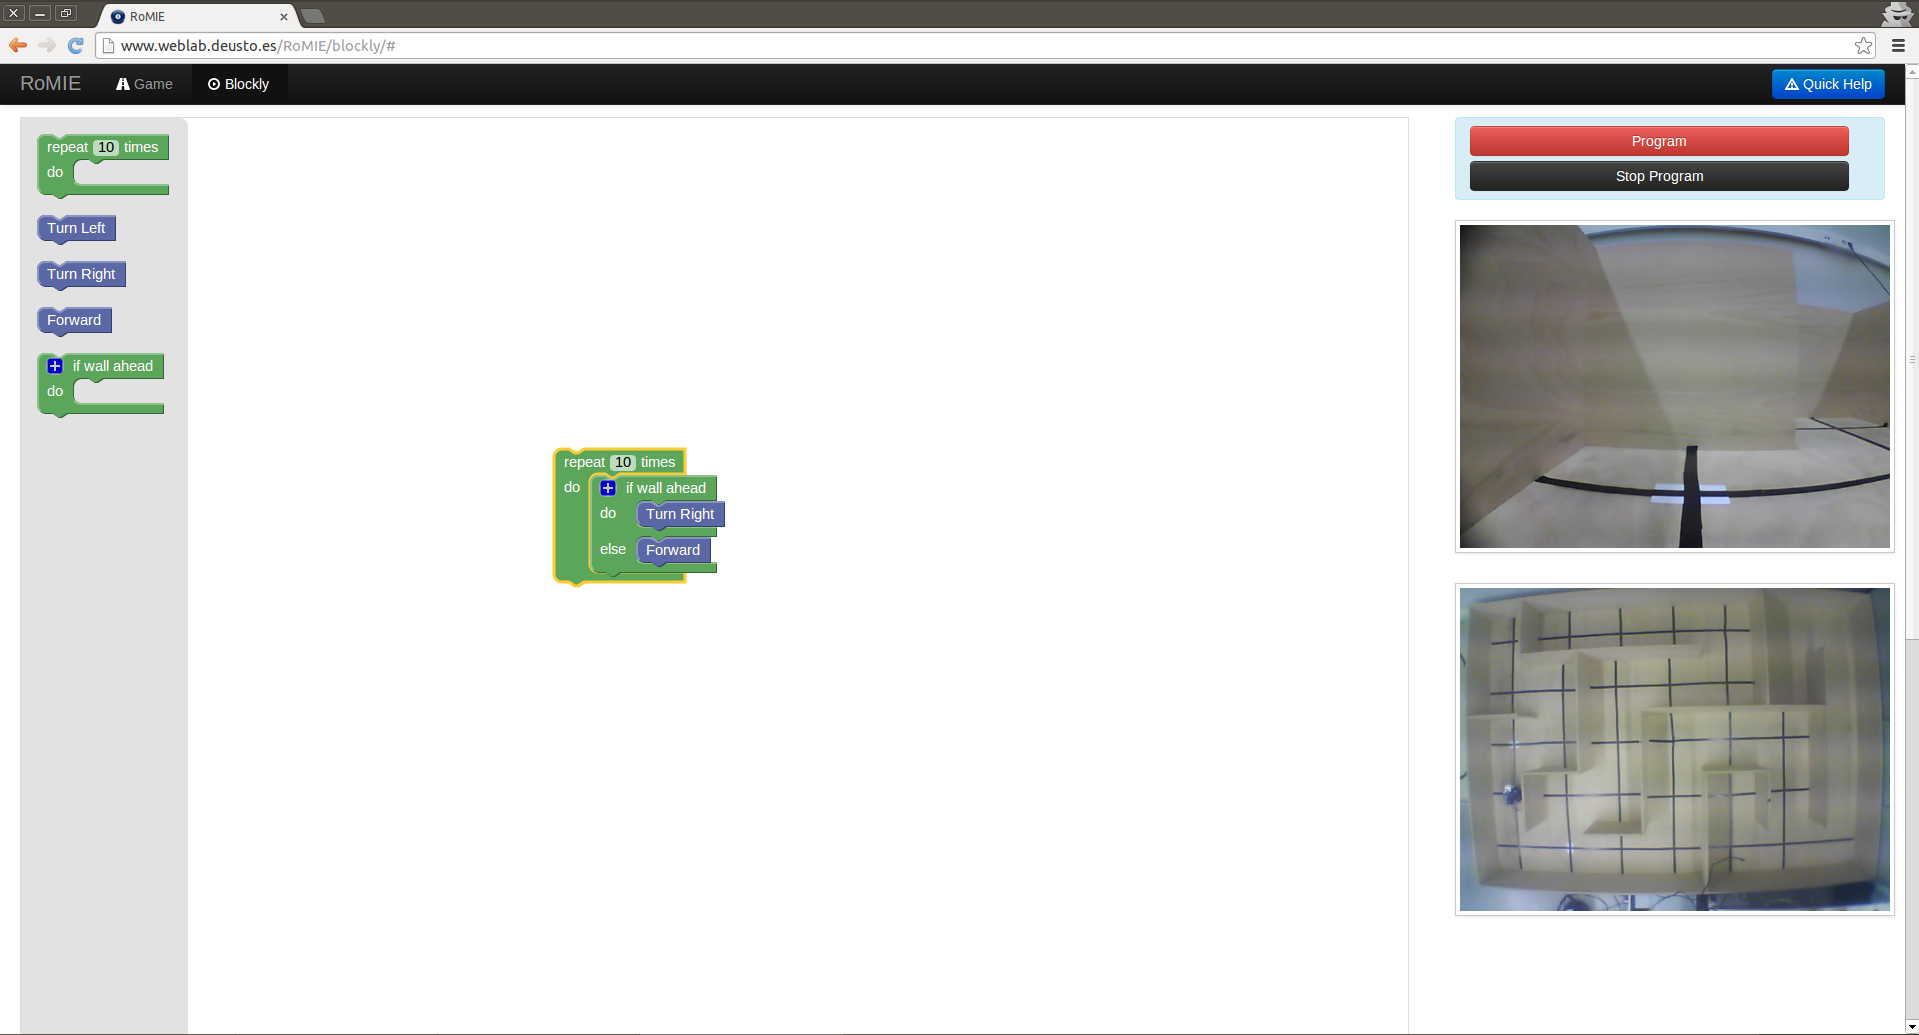 RoMIE
www.weblab.deusto.es/RoMIE/blockly/#
RoMIE Game Blockly Quick Help
repeat 10 times
do
Turn Left
Turn Right
Forward
if wall ahead
do
repeat 10 times
do if wall ahead
do Turn Right
else Forward
Program
Stop Program